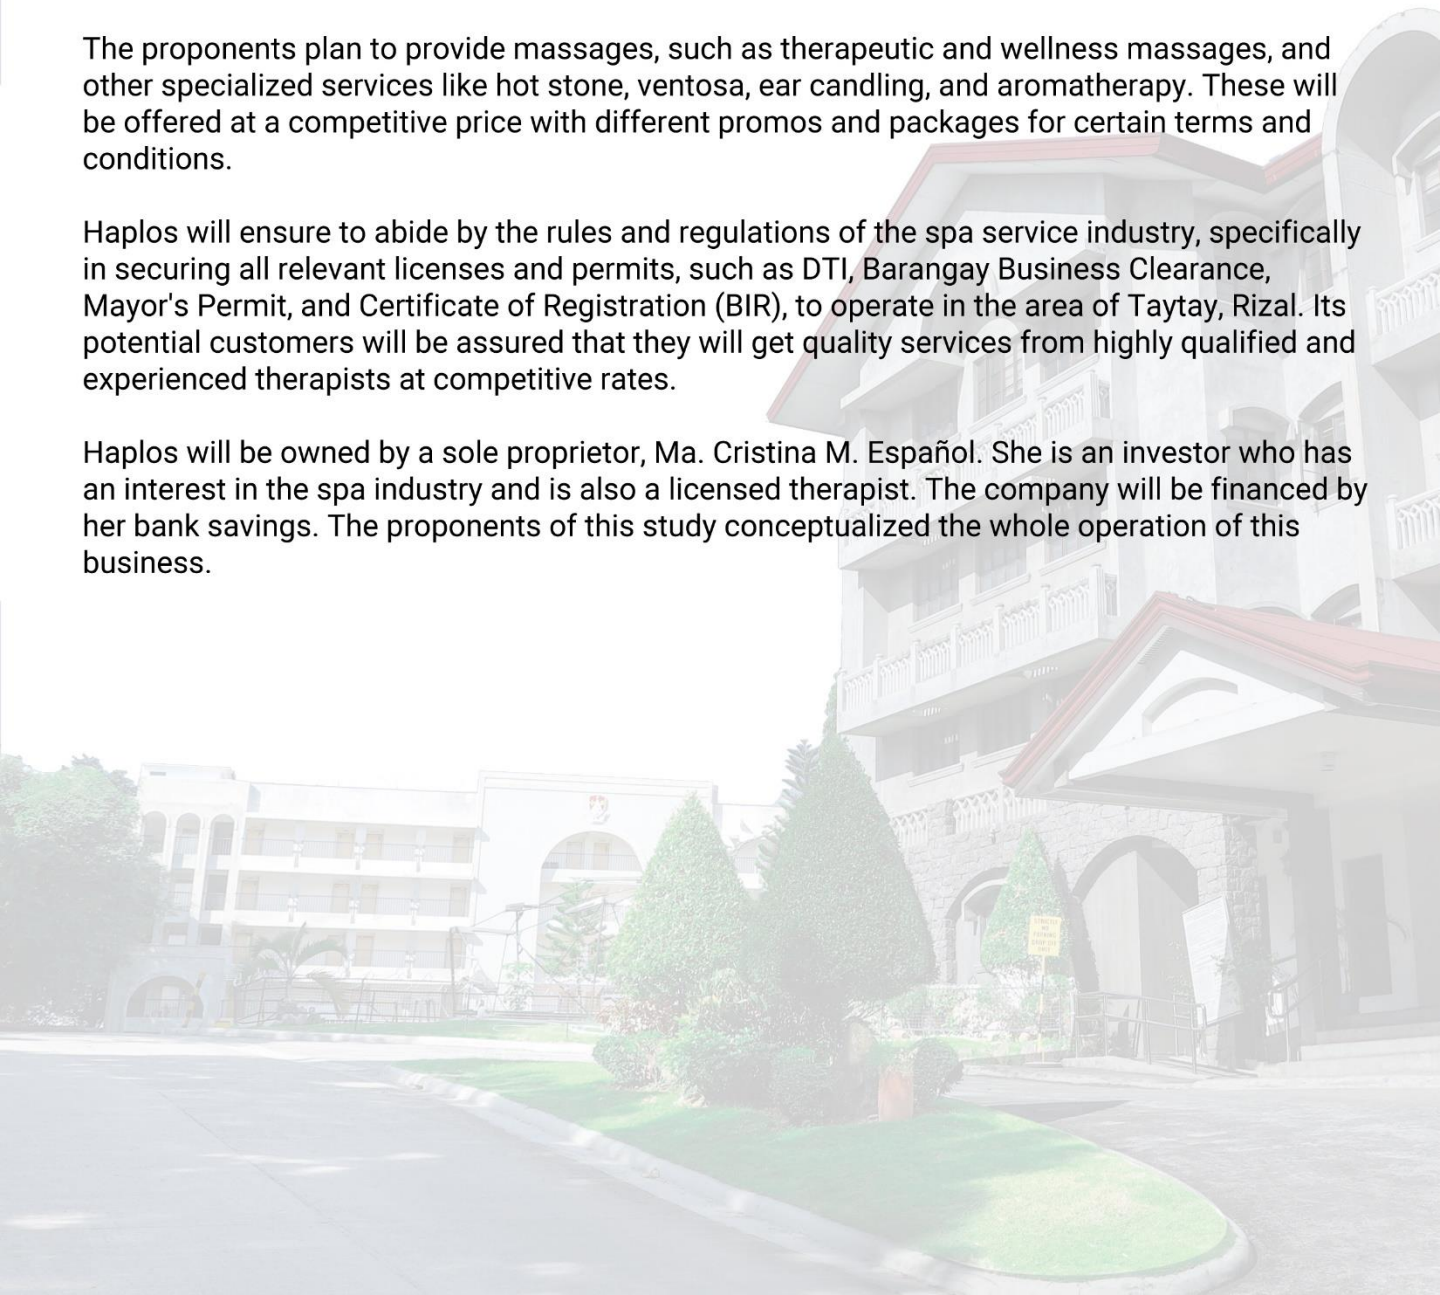 The proponents plan to provide massages, such as therapeutic and wellness massages, and
other specialized services like hot stone, ventosa, ear candling, and aromatherapy. These will
be offered at a competitive price with different promos and packages for certain terms and
conditions.
Haplos will ensure to abide by the rules and regulations of the spa service industry, specifically
in securing all relevant licenses and permits, such as DTI, Barangay Business Clearance,
Mayor's Permit, and Certificate of Registration (BIR), to operate in the area of Taytay, Rizal. Its
potential customers will be assured that they will get quality services from highly qualified and
experienced therapists at competitive rates.
Haplos will be owned by a sole proprietor, Ma. Cristina M. Español. She is an investor who has
an interest in the spa industry and is also a licensed therapist. The company will be financed by
her bank savings. The proponents of this study conceptualized the whole operation of this
business.